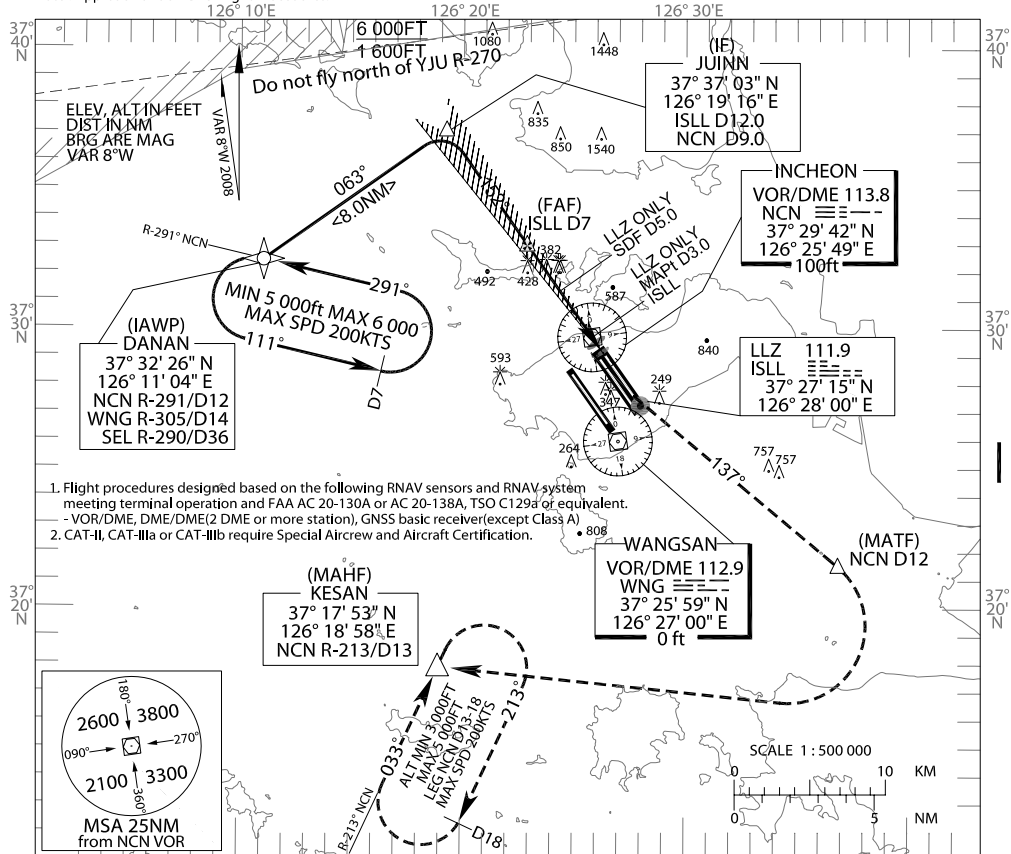 126° 10' E
126° 20' E
126° 30' E
37°
40'
N
37°
40'
N
6 000FT
1 600FT
Do not fly north of YJU R-270
1080
1448
ELEV, ALT IN FEET
DIST IN NM
BRG ARE MAG
VAR 8°W
VAR 8°W 2008
(IF)
JUINN
37° 37' 03" N
126° 19' 16" E
ISLL D12.0
NCN D9.0
835
850
1540
063°
<8.0NM>
(FAF)
ISLL D7
LLZ ONLY
SDF D5.0
LLZ ONLY
MAPt D3.0
ISLL
INCHEON
VOR/DME 113.8
NCN
37° 29' 42" N
126° 25' 49" E
100ft
R-291° NCN
382
428
492
587
291°
MIN 5 000ft MAX 6 000
MAX SPD 200KTS
111°
D7
37°
30'
N
37°
30'
N
(IAWP)
DANAN
37° 32' 26" N
126° 11' 04" E
NCN R-291/D12
WNG R-305/D14
SEL R-290/D36
593
840
LLZ 111.9
ISLL
37° 27' 15" N
126° 28' 00" E
27
9
249
347
27
9
18
264
757
757
137°
1. Flight procedures designed based on the following RNAV sensors and RNAV system
meeting terminal operation and FAA AC 20-130A or AC 20-138A, TSO C129a or equivalent.
- VOR/DME, DME/DME(2 DME or more station), GNSS basic receiver(except Class A)
2. CAT-II, CAT-IIIa or CAT-IIIb require Special Aircrew and Aircraft Certification.
808
WANGSAN
VOR/DME 112.9
WNG
37° 25' 59" N
126° 27' 00" E
0 ft
(MATF)
NCN D12
(MAHF)
KESAN
37° 17' 53" N
126° 18' 58" E
NCN R-213/D13
37°
20'
N
37°
20'
N
213°
033°
ALT MIN 3 000FT
MAX 5 000FT
LEG NCN D13-18
MAX SPD 200KTS
R-213° NCN
D18
180°
2600
3800
090°
270°
2100
3300
360°
MSA 25NM
from NCN VOR
SCALE 1 : 500 000
0 10 KM
0 5 NM